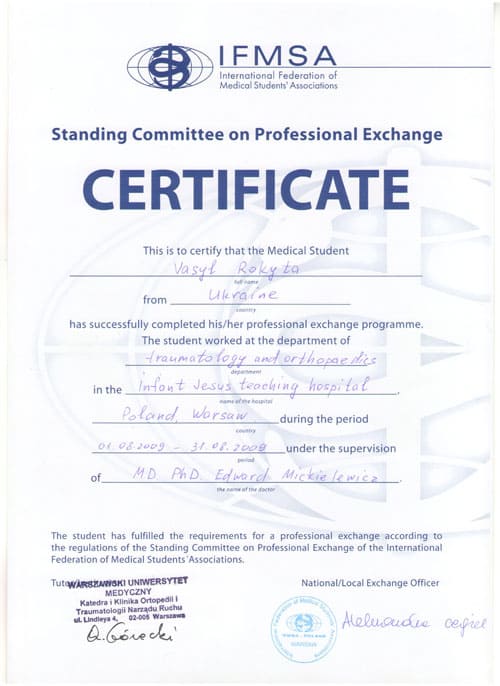 IFMSA
International Federation of
Medical Students' Associations
Standing Committee on Professional Exchange
CERTIFICATE
This is to certify that the Medical Student
Vasyl Rokyta
full name
from Ukraine
country
has successfully completed his/her professional exchange programme.
The student worked at the department of
traumatology and orthopaedics
department
in the Infant Jesus teaching hospital,
name of the hospital
Poland, Warsaw during the period
country
01.08.2009 – 31.08.2009 under the supervision
period
of MD PhD. Edward Mickielewicz.
the name of the doctor
The student has fulfilled the requirements for a professional exchange according to
the regulations of the Standing Committee on Professional Exchange of the International
Federation of Medical Students´Associations.
National/Local Exchange Officer
WARSZAWSKI UNIWERSYTET
MEDYCZNY
Katedra i Klinika Ortopedii i
Traumatologii Narządu Ruchu
ul. Lindleya 4, 02-005 Warszawa
IFMSA - POLAND
WARSAW
D. Górecki